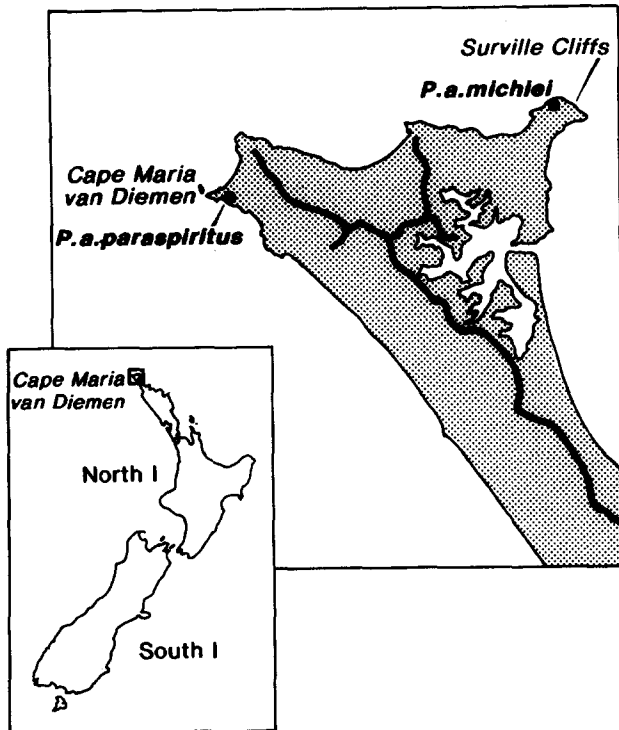 Surville Cliffs
P.a.michiei
Cape Maria
van Diemen
P.a.paraspiritus
Cape Maria
van Diemen
North I
South I